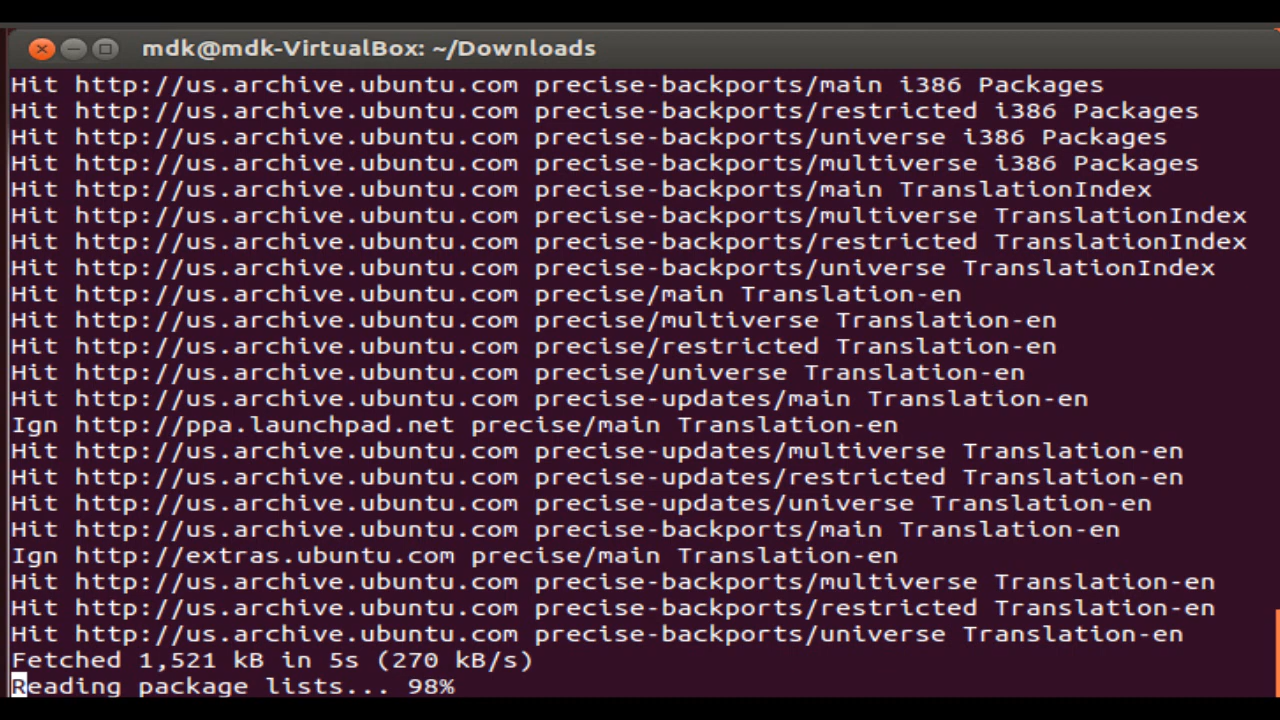 mdk@mdk-VirtualBox: ~/Downloads
Hit http://us.archive.ubuntu.com precise-backports/main i386 Packages
Hit http://us.archive.ubuntu.com precise-backports/restricted i386 Packages
Hit http://us.archive.ubuntu.com precise-backports/universe i386 Packages
Hit http://us.archive.ubuntu.com precise-backports/multiverse i386 Packages
Hit http://us.archive.ubuntu.com precise-backports/main TranslationIndex
Hit http://us.archive.ubuntu.com precise-backports/multiverse TranslationIndex
Hit http://us.archive.ubuntu.com precise-backports/restricted TranslationIndex
Hit http://us.archive.ubuntu.com precise-backports/universe TranslationIndex
Hit http://us.archive.ubuntu.com precise/main Translation-en
Hit http://us.archive.ubuntu.com precise/multiverse Translation-en
Hit http://us.archive.ubuntu.com precise/restricted Translation-en
Hit http://us.archive.ubuntu.com precise/universe Translation-en
Hit http://us.archive.ubuntu.com precise-updates/main Translation-en
Ign http://ppa.launchpad.net precise/main Translation-en
Hit http://us.archive.ubuntu.com precise-updates/multiverse Translation-en
Hit http://us.archive.ubuntu.com precise-updates/restricted Translation-en
Hit http://us.archive.ubuntu.com precise-updates/universe Translation-en
Hit http://us.archive.ubuntu.com precise-backports/main Translation-en
Ign http://extras.ubuntu.com precise/main Translation-en
Hit http://us.archive.ubuntu.com precise-backports/multiverse Translation-en
Hit http://us.archive.ubuntu.com precise-backports/restricted Translation-en
Hit http://us.archive.ubuntu.com precise-backports/universe Translation-en
Fetched 1,521 kB in 5s (270 kB/s)
Reading package lists... 98%